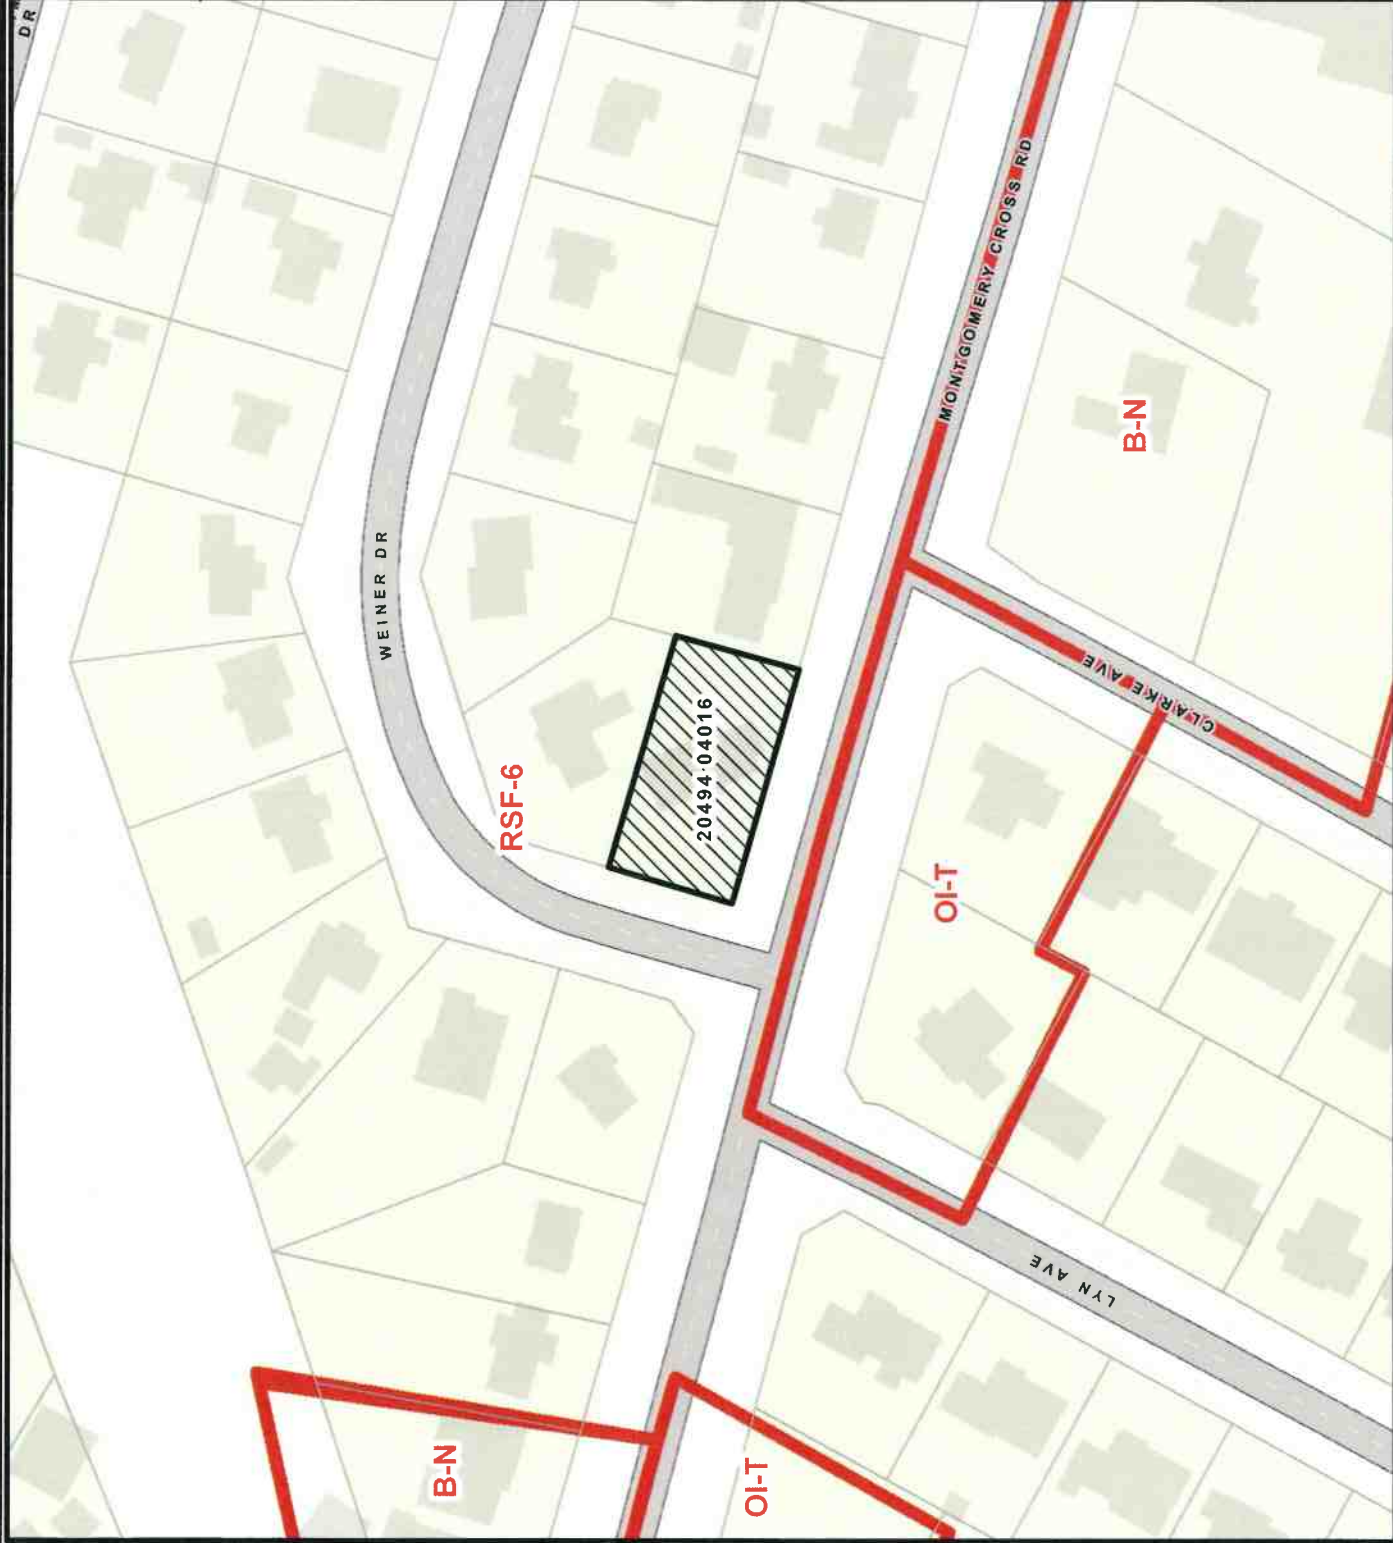 DR
WEINER DR
MONTGOMERY CROSS RD
B-N
RSF-6
20494 04016
CLARKE AVE
OI-T
LYN AVE
B-N
OI-T